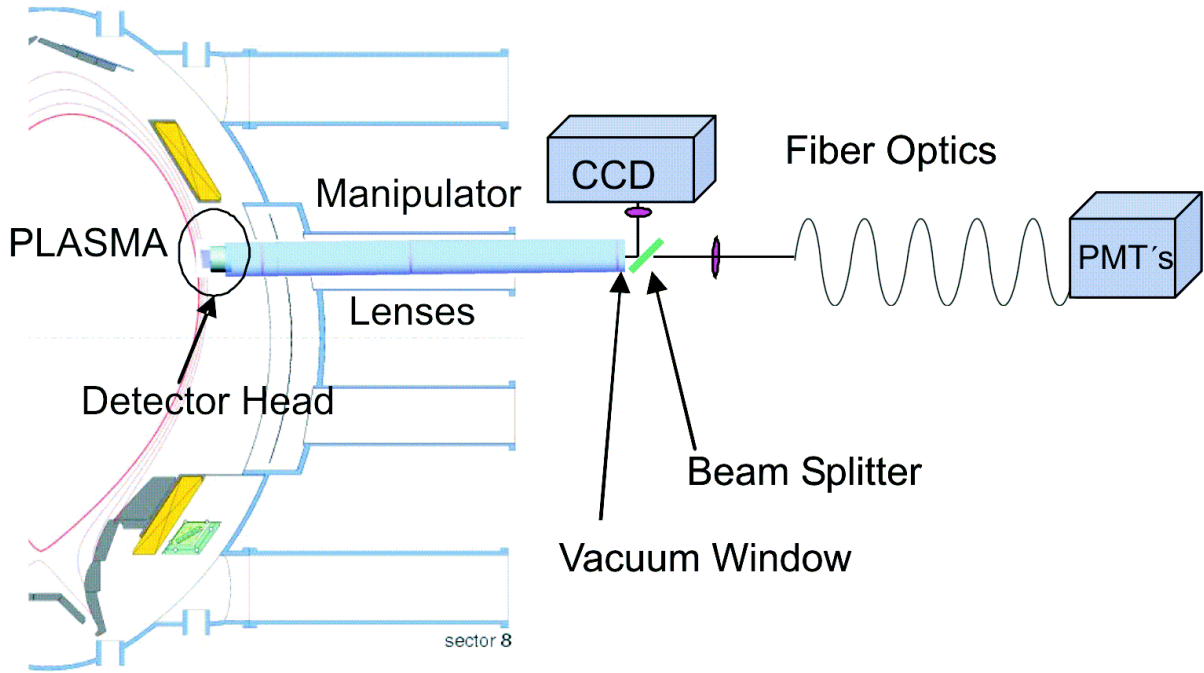 Fiber Optics
CCD
Manipulator
PLASMA
PMT´s
Lenses
Detector Head
Beam Splitter
Vacuum Window
sector 8